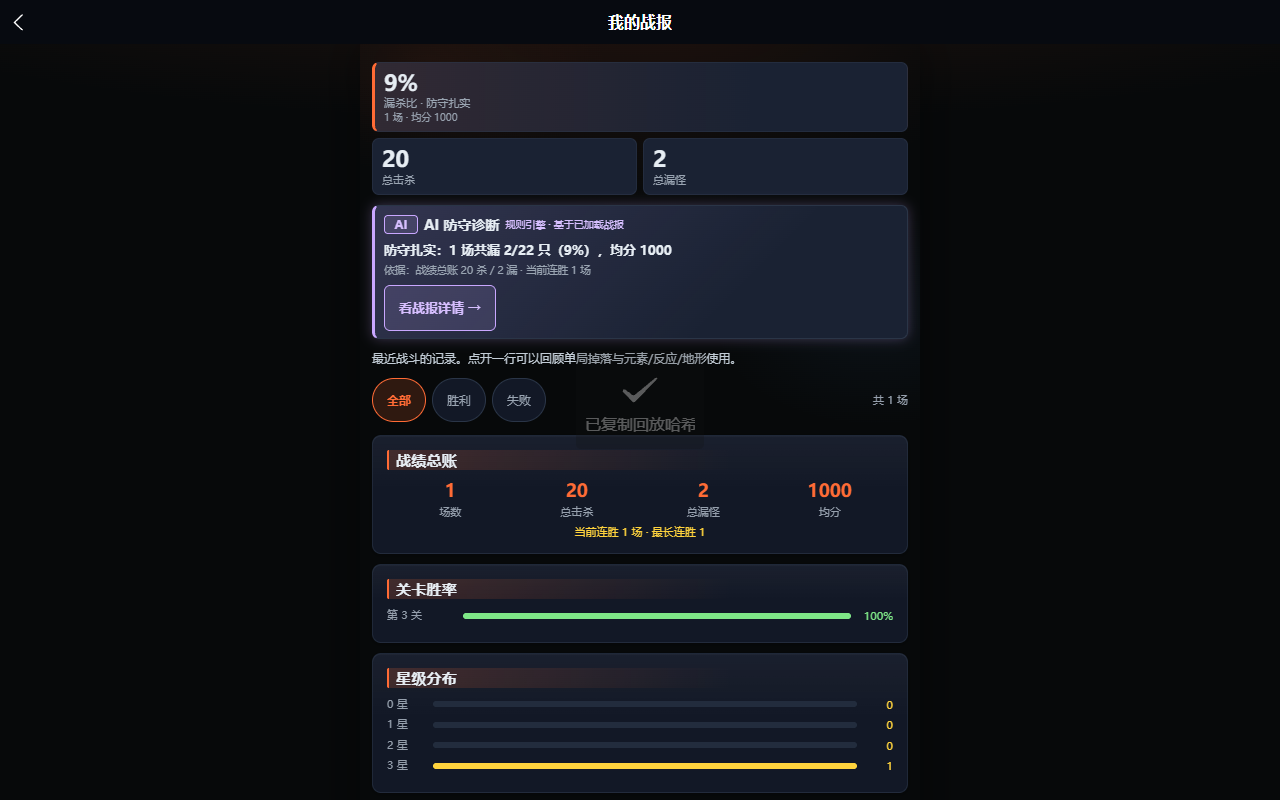 我的战报
9%
漏杀比 · 防守扎实
1 场 · 均分 1000
20
总击杀
2
总漏怪
AI AI 防守诊断 规则引擎 · 基于已加载战报
防守扎实：1 场共漏 2/22 只（9%），均分 1000
依据：战绩总账 20 杀 / 2 漏 · 当前连胜 1 场
看战报详情 →
最近战斗的记录。点开一行可以回顾单局掉落与元素/反应/地形使用。
全部 胜利 失败 共 1 场
已复制回放哈希
战绩总账
1 20 2 1000
场数 总击杀 总漏怪 均分
当前连胜 1 场 · 最长连胜 1
关卡胜率
第 3 关 100%
星级分布
0 星 0
1 星 0
2 星 0
3 星 1